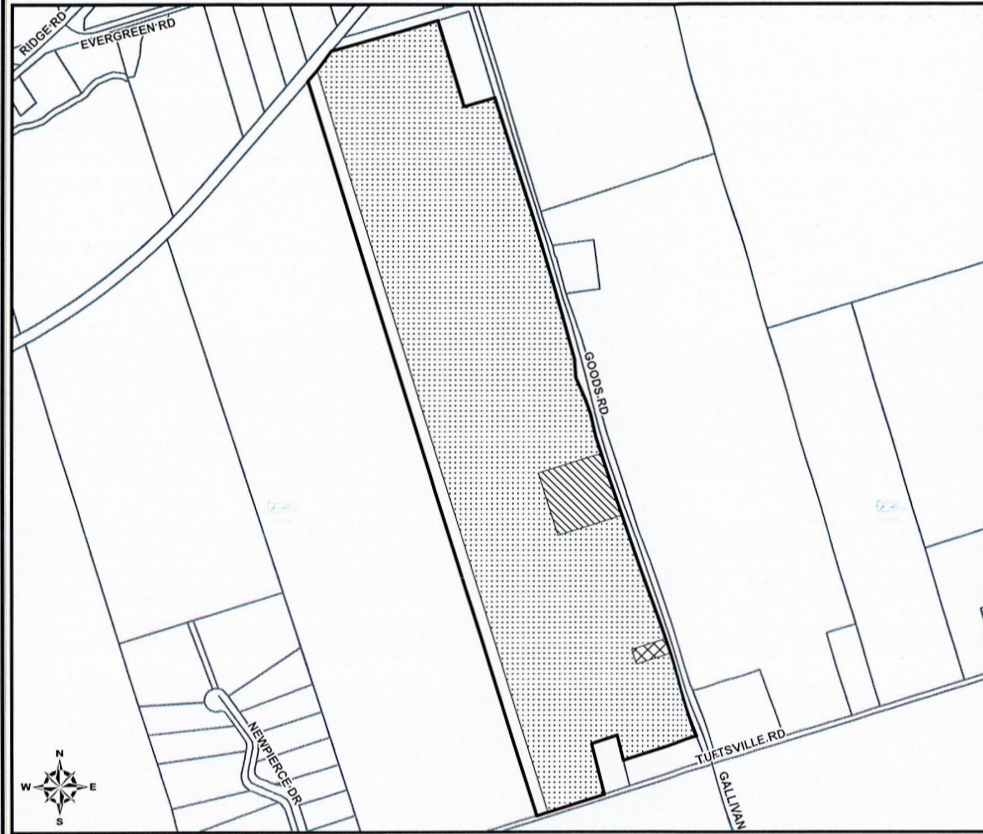 RIDGE RD
EVERGREEN RD
GOODS RD
NEWPIERCE DR
TUFTSVILLE RD
GALLIVAN
N
W
E
S